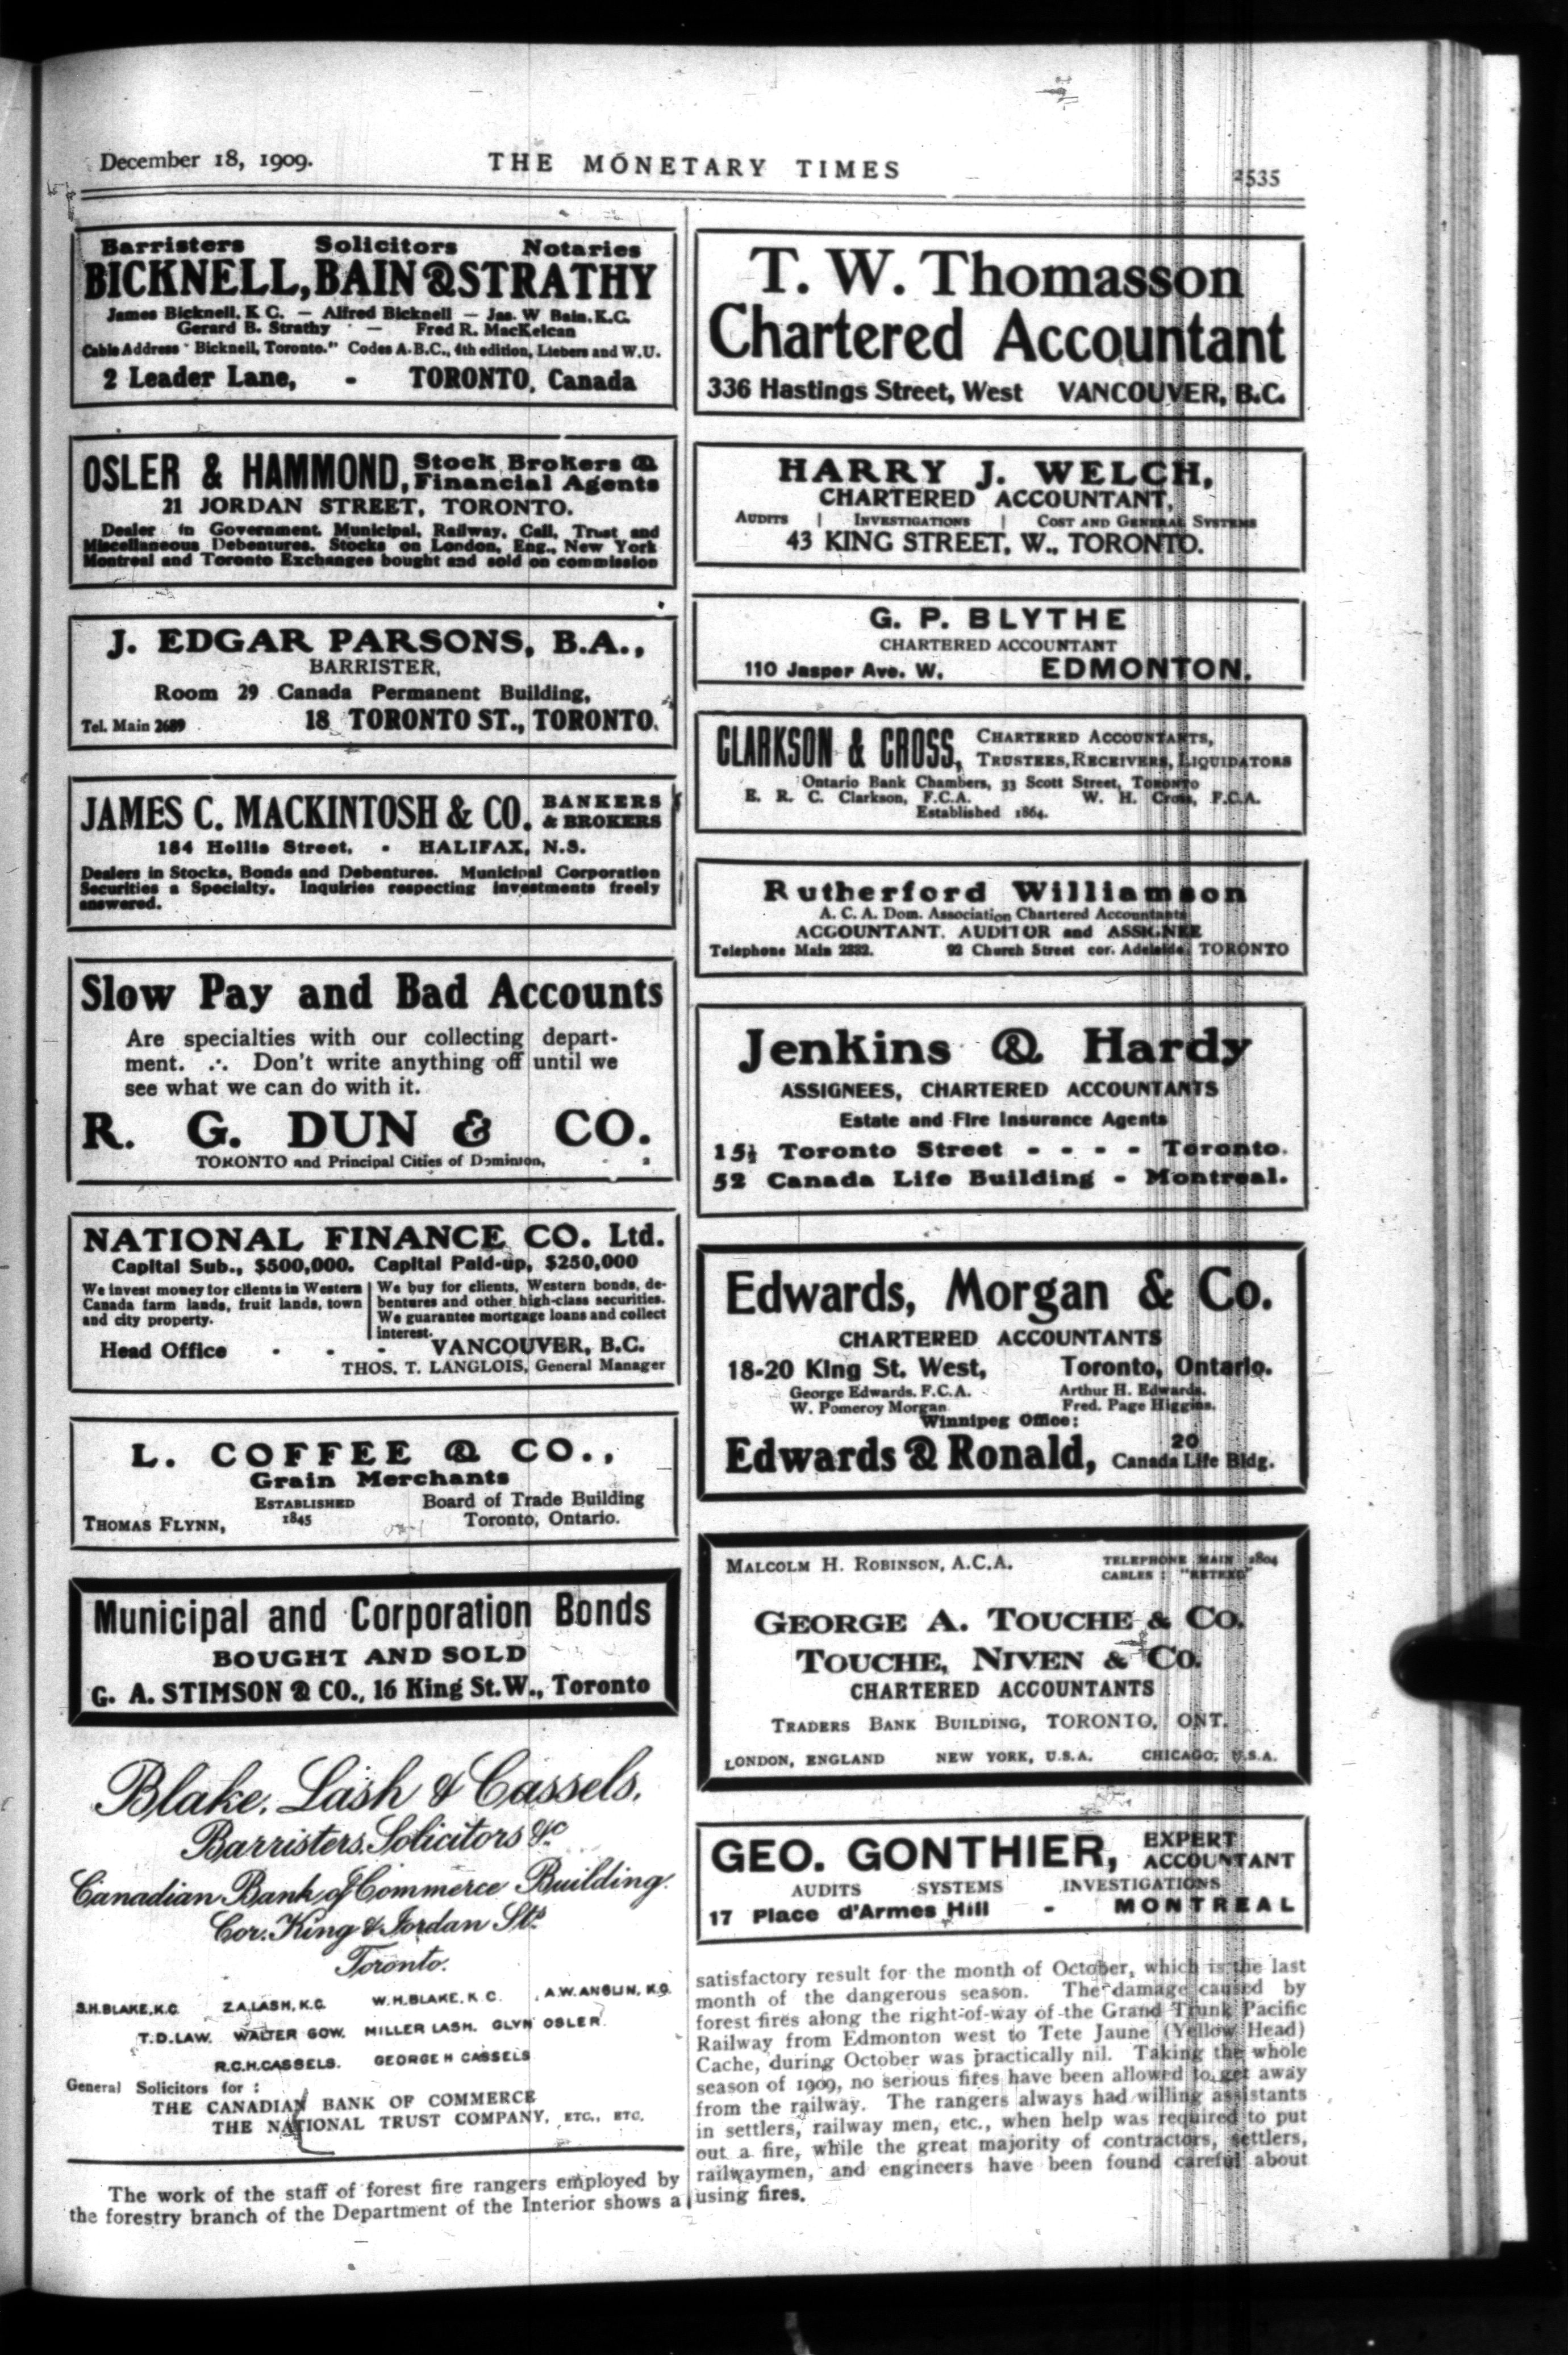 December 18, 1909.
THE MONETARY TIMES
2535
Barristers Solicitors Notaries
BICKNELL, BAIN & STRATHY
James Bicknell, K.C. — Alfred Bicknell — Jas. W Bain, K.C.
Gerard B. Strathy — Fred R. MacKelcan
Cable Address "Bicknell, Toronto." Codes A.B.C., 4th edition, Liebers and W.U.
2 Leader Lane, - TORONTO, Canada
OSLER & HAMMOND, Stock Brokers &
Financial Agents
21 JORDAN STREET, TORONTO.
Dealer in Government, Municipal, Railway, Call, Trust and
Miscellaneous Debentures. Stocks on London, Eng., New York
Montreal and Toronto Exchanges bought and sold on commission
J. EDGAR PARSONS, B.A.,
BARRISTER,
Room 29 Canada Permanent Building,
Tel. Main 2689 18 TORONTO ST., TORONTO.
JAMES C. MACKINTOSH & CO. BANKERS
& BROKERS
184 Hollis Street, - HALIFAX, N.S.
Dealers in Stocks, Bonds and Debentures. Municipal Corporation
Securities a Specialty. Inquiries respecting investments freely
answered.
Slow Pay and Bad Accounts
Are specialties with our collecting depart-
ment. ∴ Don't write anything off until we
see what we can do with it.
R. G. DUN & CO.
TORONTO and Principal Cities of Dominion,
NATIONAL FINANCE CO. Ltd.
Capital Sub., $500,000. Capital Paid-up, $250,000
We invest money for clients in Western
Canada farm lands, fruit lands, town
and city property.
We buy for clients, Western bonds, de-
bentures and other high-class securities.
We guarantee mortgage loans and collect
interest.
Head Office - - - VANCOUVER, B.C.
THOS. T. LANGLOIS, General Manager
L. COFFEE & CO.,
Grain Merchants
ESTABLISHED
1845
Board of Trade Building
Toronto, Ontario.
THOMAS FLYNN,
Municipal and Corporation Bonds
BOUGHT AND SOLD
G. A. STIMSON & CO., 16 King St. W., Toronto
Blake, Lash & Cassels,
Barristers, Solicitors &c
Canadian Bank of Commerce Building.
Cor. King & Jordan Sts
Toronto.
S.H. BLAKE, K.C. Z.A. LASH, K.C. W.H. BLAKE, K.C. A.W. ANGLIN, K.C.
T.D. LAW. WALTER GOW. MILLER LASH. GLYN OSLER
R.C.H. CASSELS. GEORGE H CASSELS
General Solicitors for :
THE CANADIAN BANK OF COMMERCE
THE NATIONAL TRUST COMPANY, ETC., ETC.
The work of the staff of forest fire rangers employed by
the forestry branch of the Department of the Interior shows a
T. W. Thomasson
Chartered Accountant
336 Hastings Street, West VANCOUVER, B.C.
HARRY J. WELCH,
CHARTERED ACCOUNTANT,
AUDITS | INVESTIGATIONS | COST AND GENERAL SYSTEMS
43 KING STREET, W., TORONTO.
G. P. BLYTHE
CHARTERED ACCOUNTANT
110 Jasper Ave. W. EDMONTON.
CLARKSON & CROSS, CHARTERED ACCOUNTANTS,
TRUSTEES, RECEIVERS, LIQUIDATORS
Ontario Bank Chambers, 33 Scott Street, Toronto
E. R. C. Clarkson, F.C.A. W. H. Cross, F.C.A.
Established 1864.
Rutherford Williamson
A. C. A. Dom. Association Chartered Accountants
ACCOUNTANT, AUDITOR and ASSIGNEE
Telephone Main 2832. 92 Church Street cor. Adelaide, TORONTO
Jenkins & Hardy
ASSIGNEES, CHARTERED ACCOUNTANTS
Estate and Fire Insurance Agents
15½ Toronto Street - - - - Toronto.
52 Canada Life Building - Montreal.
Edwards, Morgan & Co.
CHARTERED ACCOUNTANTS
18-20 King St. West, Toronto, Ontario.
George Edwards, F.C.A. Arthur H. Edwards.
W. Pomeroy Morgan Fred. Page Higgins.
Winnipeg Office:
Edwards & Ronald, 20
Canada Life Bldg.
MALCOLM H. ROBINSON, A.C.A. TELEPHONE MAIN 2804
CABLES :
GEORGE A. TOUCHE & CO.
TOUCHE, NIVEN & CO.
CHARTERED ACCOUNTANTS
TRADERS BANK BUILDING, TORONTO, ONT.
LONDON, ENGLAND NEW YORK, U.S.A. CHICAGO, U.S.A.
GEO. GONTHIER, EXPERT
ACCOUNTANT
AUDITS SYSTEMS INVESTIGATIONS
17 Place d'Armes Hill - MONTREAL
satisfactory result for the month of October, which is the last
month of the dangerous season. The damage caused by
forest fires along the right-of-way of the Grand Trunk Pacific
Railway from Edmonton west to Tete Jaune (Yellow Head)
Cache, during October was practically nil. Taking the whole
season of 1909, no serious fires have been allowed to get away
from the railway. The rangers always had willing assistants
in settlers, railway men, etc., when help was required to put
out a fire, while the great majority of contractors, settlers,
railwaymen, and engineers have been found careful about
using fires.